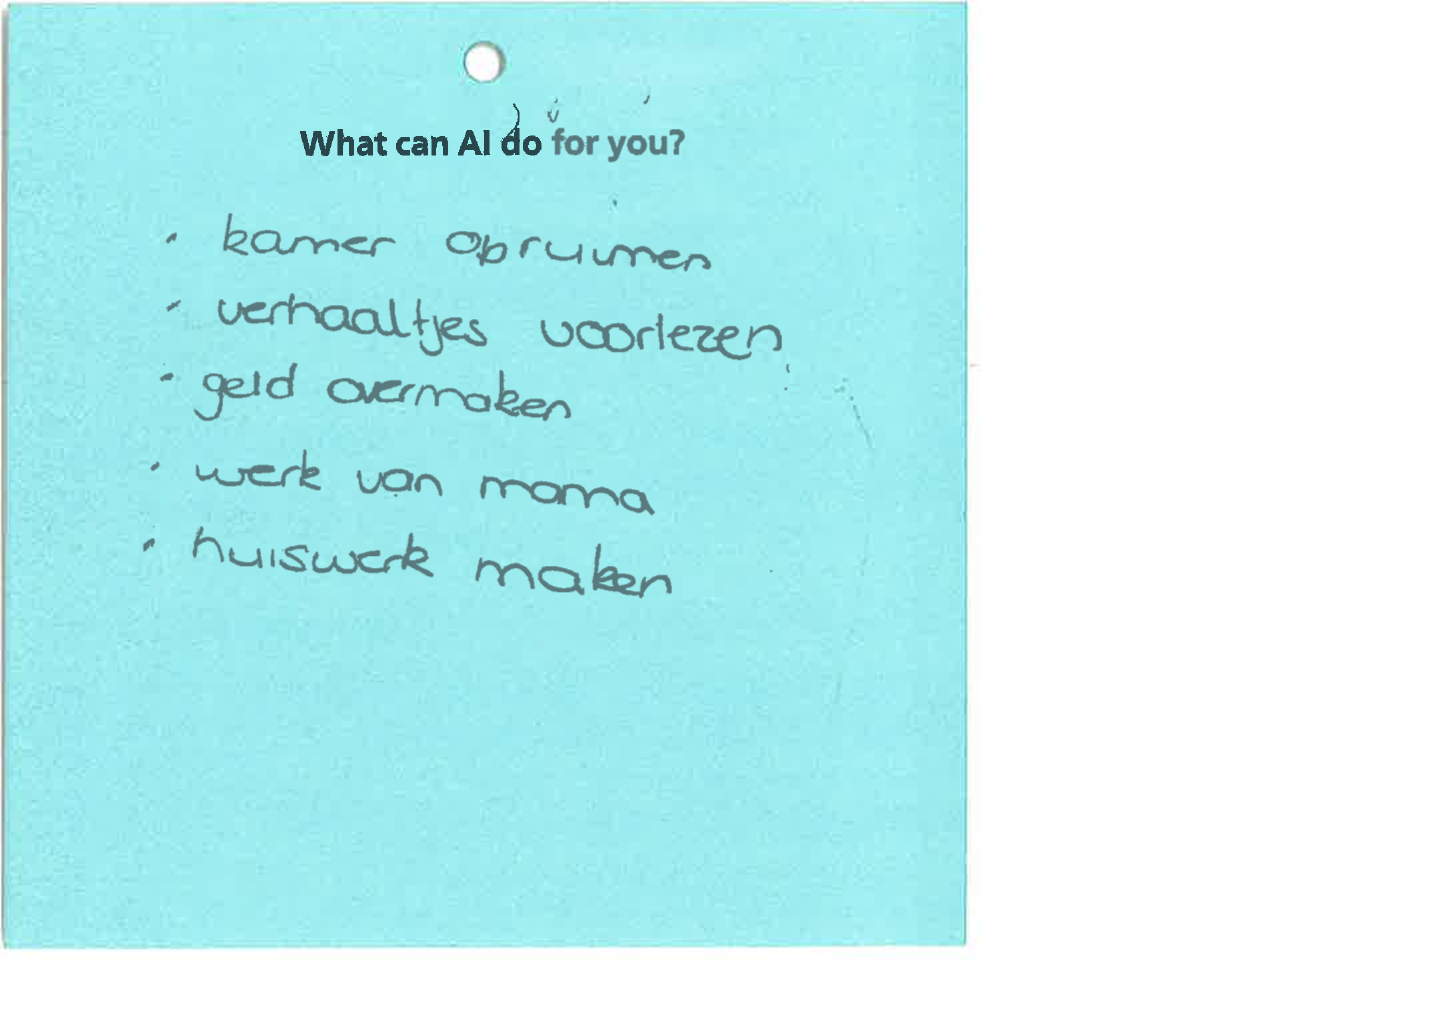 What can AI do for you?
· kamer opruimen
· verhaaltjes voorlezen
· geld overmaken
· werk van mama
· huiswerk maken